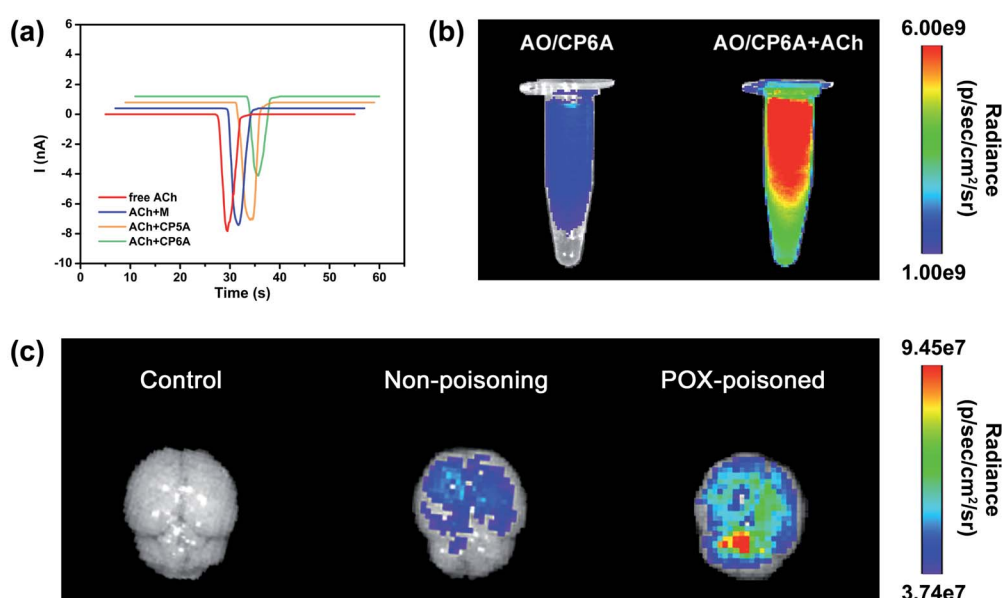 (a)
6
4
2
0
-2
-4
-6
-8
-10
I (nA)
free ACh
ACh+M
ACh+CP5A
ACh+CP6A
0 10 20 30 40 50 60
Time (s)
(b)
AO/CP6A
AO/CP6A+ACh
6.00e9
1.00e9
Radiance
(p/sec/cm²/sr)
(c)
Control
Non-poisoning
POX-poisoned
9.45e7
3.74e7
Radiance
(p/sec/cm²/sr)